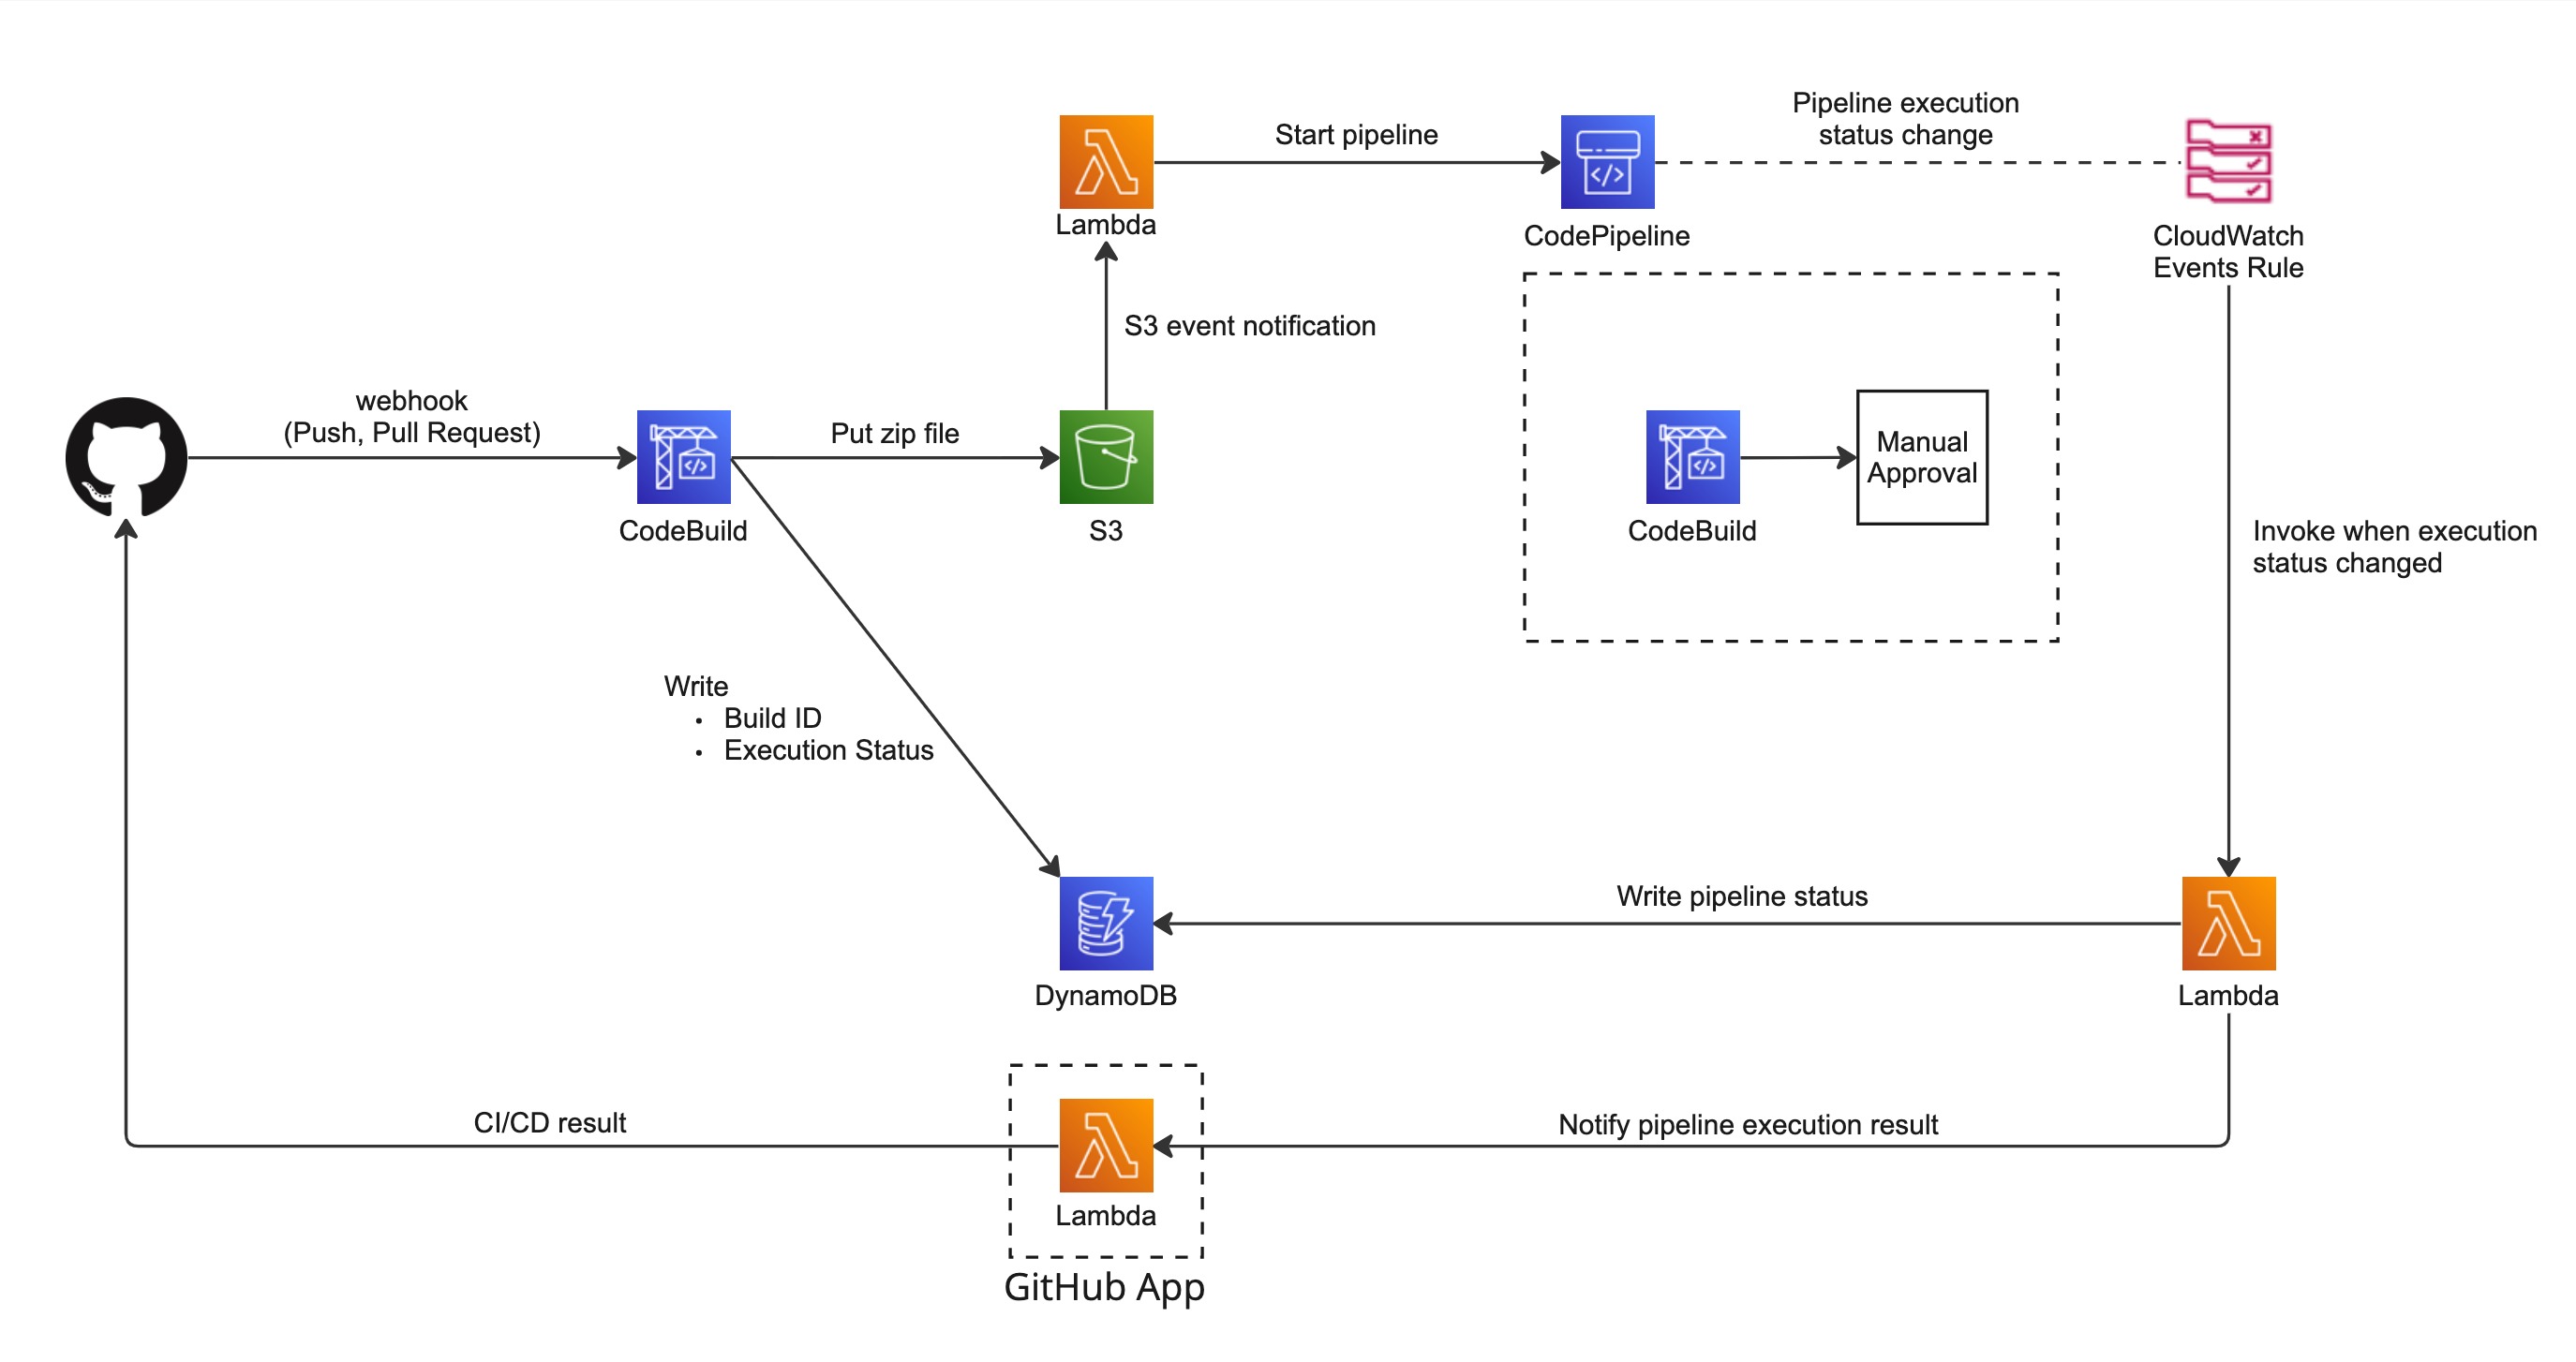 Pipeline execution
status change
Start pipeline
Lambda
CodePipeline
CloudWatch
Events Rule
S3 event notification
webhook
(Push, Pull Request)
Put zip file
Manual
Approval
CodeBuild
S3
CodeBuild
Invoke when execution
status changed
Write
• Build ID
• Execution Status
Write pipeline status
DynamoDB
Lambda
CI/CD result
Notify pipeline execution result
Lambda
GitHub App